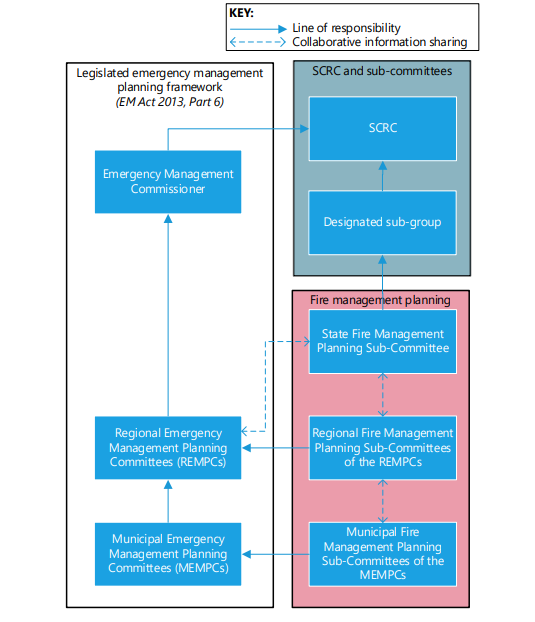 KEY:
Line of responsibility
Collaborative information sharing
Legislated emergency management
planning framework
(EM Act 2013, Part 6)
Emergency Management
Commissioner
Regional Emergency
Management Planning
Committees (REMPCs)
Municipal Emergency
Management Planning
Committees (MEMPCs)
SCRC and sub-committees
SCRC
Designated sub-group
Fire management planning
State Fire Management
Planning Sub-Committee
Regional Fire Management
Planning Sub-Committees
of the REMPCs
Municipal Fire
Management Planning
Sub-Committees of the
MEMPCs